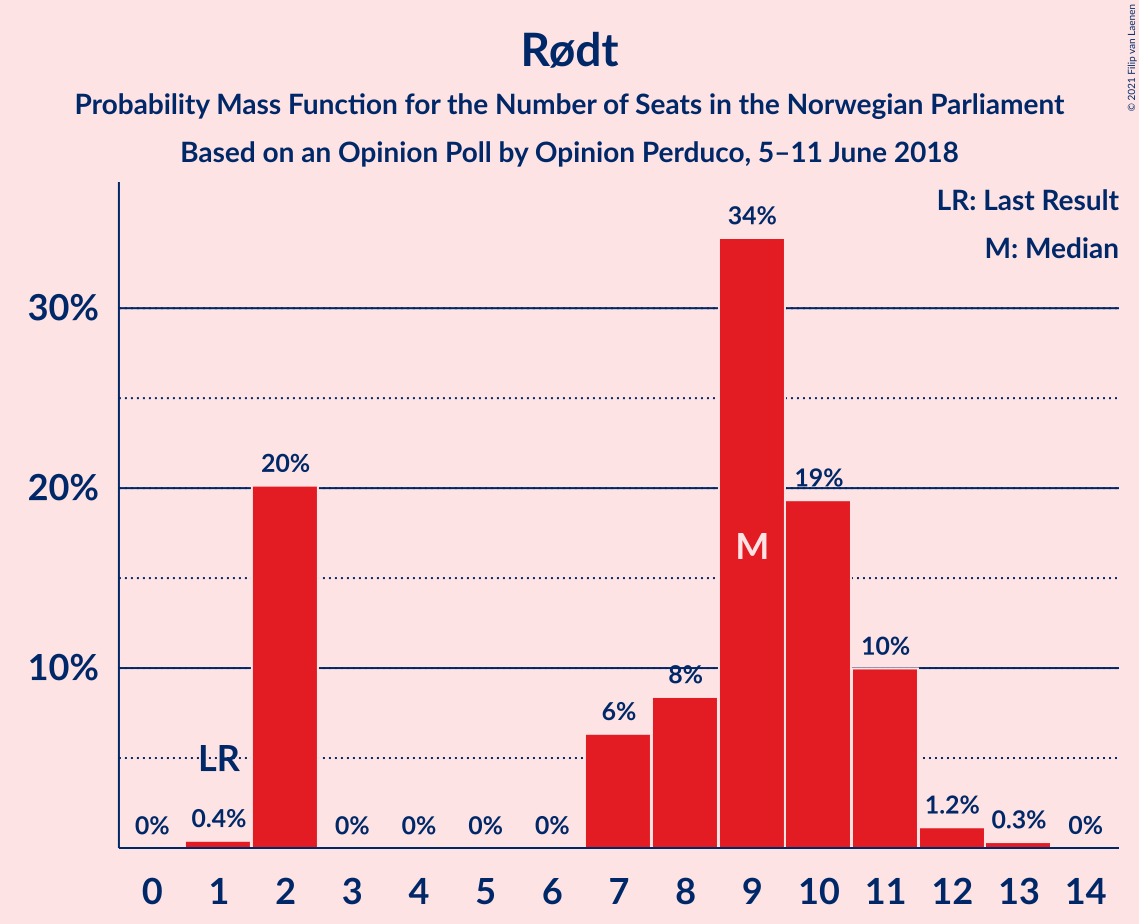 Rødt
Probability Mass Function for the Number of Seats in the Norwegian Parliament
Based on an Opinion Poll by Opinion Perduco, 5–11 June 2018
© 2021 Filip van Laenen
LR: Last Result
M: Median
34%
30%
20%
20%
19%
M
10%
10%
8%
6%
LR
0%
0.4%
0%
0%
0%
0%
1.2%
0.3%
0%
0 1 2 3 4 5 6 7 8 9 10 11 12 13 14